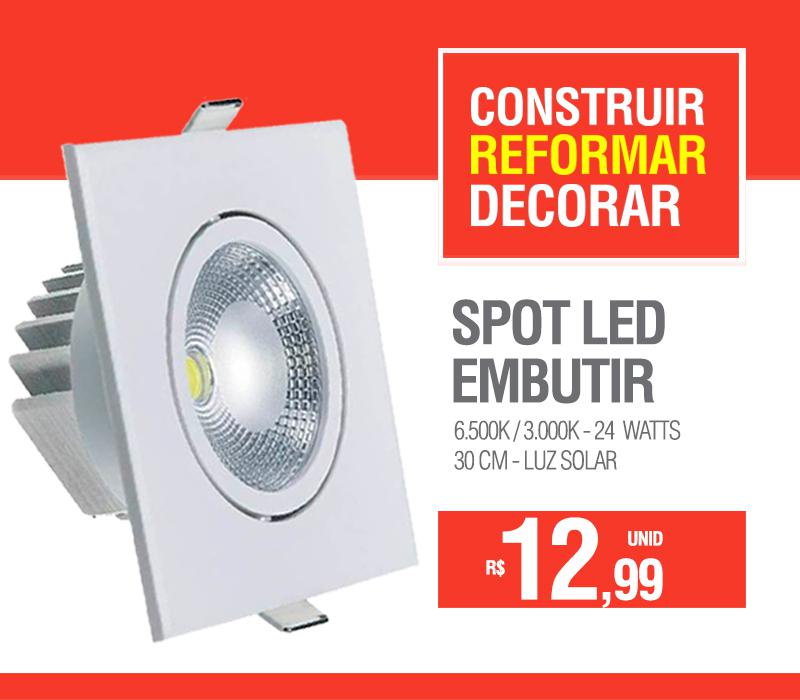 CONSTRUIR
REFORMAR
DECORAR
SPOT LED
EMBUTIR
6.500K / 3.000K - 24 WATTS
30 CM - LUZ SOLAR
R$ 12,99 UNID